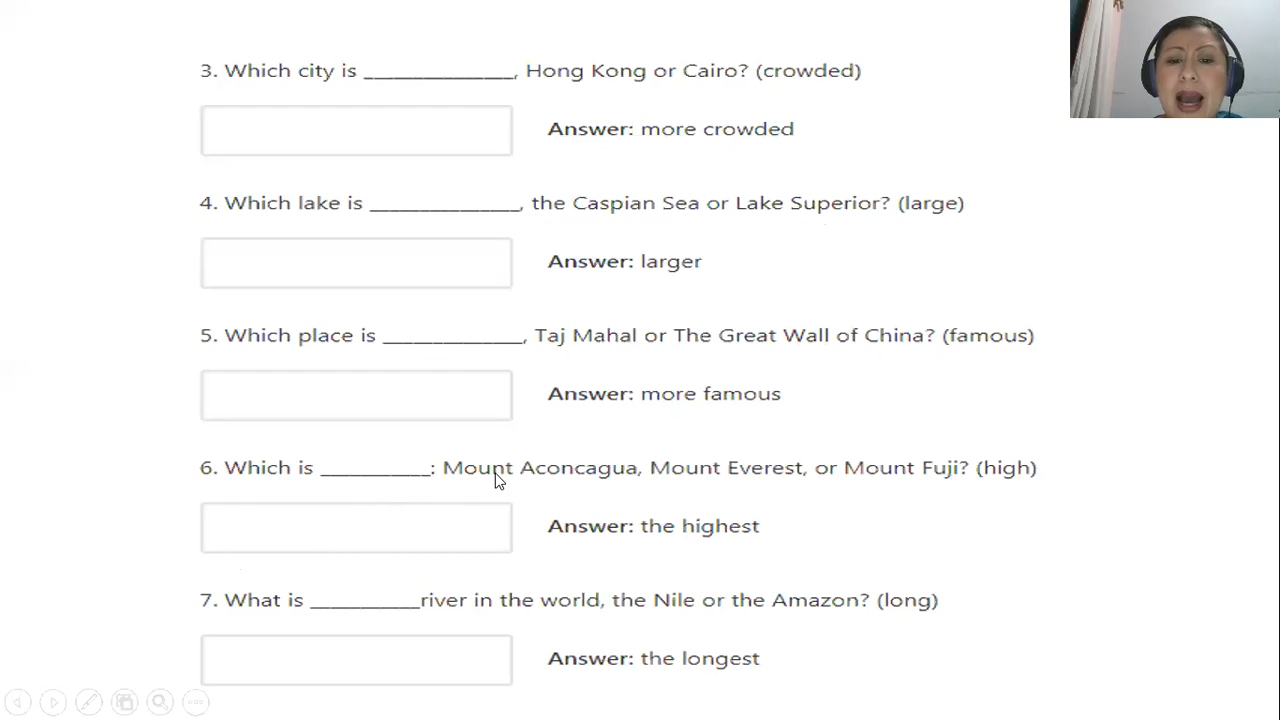 3. Which city is _______________, Hong Kong or Cairo? (crowded)
Answer: more crowded
4. Which lake is _______________, the Caspian Sea or Lake Superior? (large)
Answer: larger
5. Which place is ______________, Taj Mahal or The Great Wall of China? (famous)
Answer: more famous
6. Which is ___________: Mount Aconcagua, Mount Everest, or Mount Fuji? (high)
Answer: the highest
7. What is ___________river in the world, the Nile or the Amazon? (long)
Answer: the longest